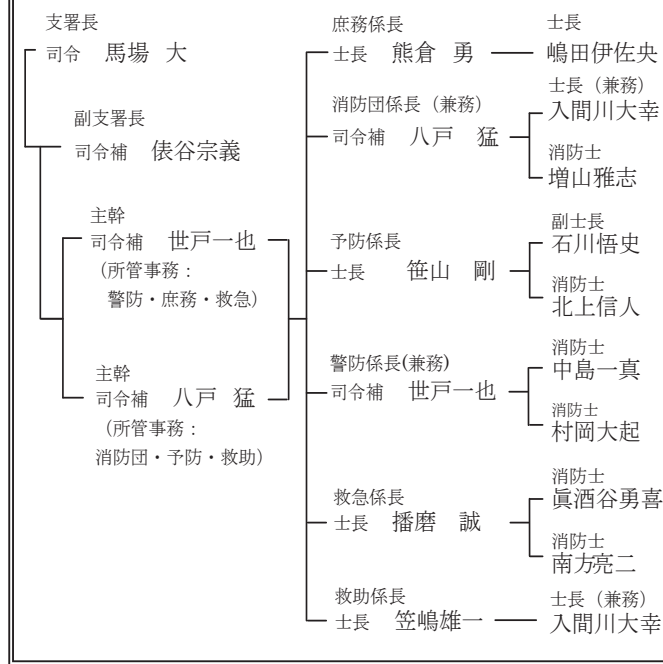 支署長
司令 馬場 大
副支署長
司令補 俵谷宗義
主幹
司令補 世戸一也
(所管事務：
警防・庶務・救急)
主幹
司令補 八戸 猛
(所管事務：
消防団・予防・救助)
庶務係長
士長 熊倉 勇
士長
嶋田伊佐央
消防団係長（兼務）
司令補 八戸 猛
士長（兼務）
入間川大幸
消防士
増山雅志
予防係長
士長 笹山 剛
副士長
石川悟史
消防士
北上信人
警防係長(兼務)
司令補 世戸一也
消防士
中島一真
消防士
村岡大起
救急係長
士長 播磨 誠
消防士
眞酒谷勇喜
消防士
南方亮二
救助係長
士長 笠嶋雄一
士長（兼務）
入間川大幸